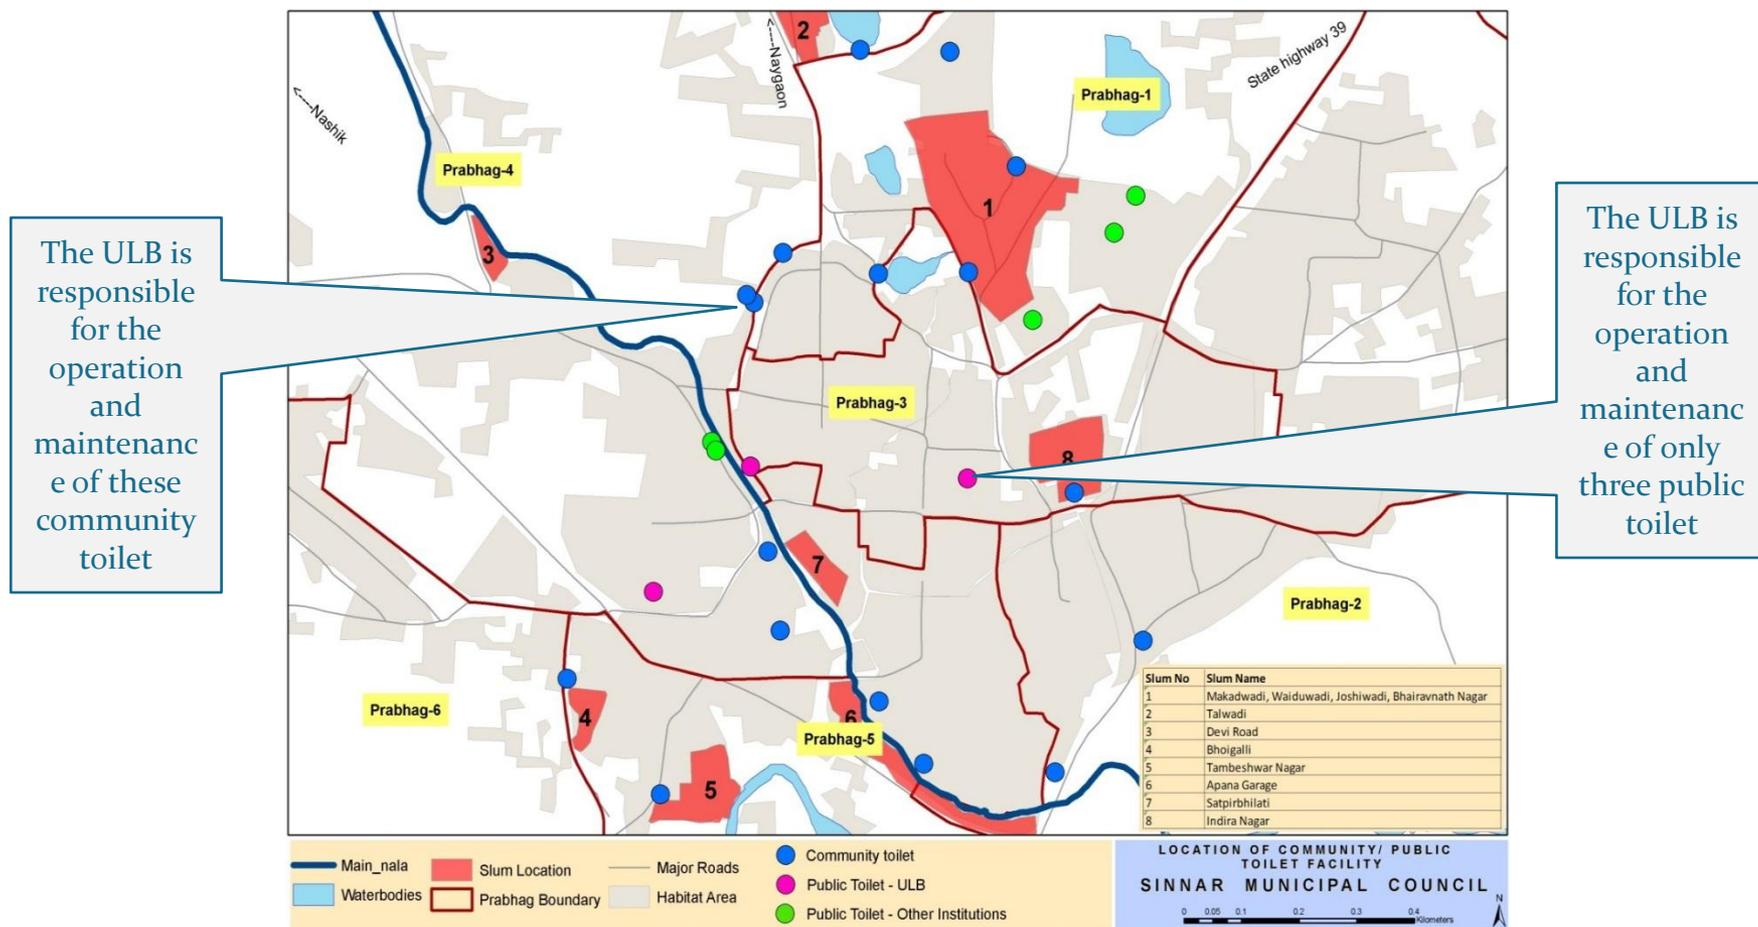 The ULB is
responsible
for the
operation
and
maintenanc
e of these
community
toilet
<----Nashik
<----Naygaon
State highway 39
2
Prabhag-1
Prabhag-4
1
3
Prabhag-3
8
7
Prabhag-2
Prabhag-6
4
6
Prabhag-5
5
The ULB is
responsible
for the
operation
and
maintenanc
e of only
three public
toilet
Slum No Slum Name
1 Makadwadi, Waiduwadi, Joshiwadi, Bhairavnath Nagar
2 Talwadi
3 Devi Road
4 Bhoigalli
5 Tambeshwar Nagar
6 Apana Garage
7 Satpirbhilati
8 Indira Nagar
Main_nala
Waterbodies
Slum Location
Prabhag Boundary
Major Roads
Habitat Area
Community toilet
Public Toilet - ULB
Public Toilet - Other Institutions
LOCATION OF COMMUNITY/ PUBLIC
TOILET FACILITY
SINNAR MUNICIPAL COUNCIL
0 0.05 0.1 0.2 0.3 0.4
Kilometers
N